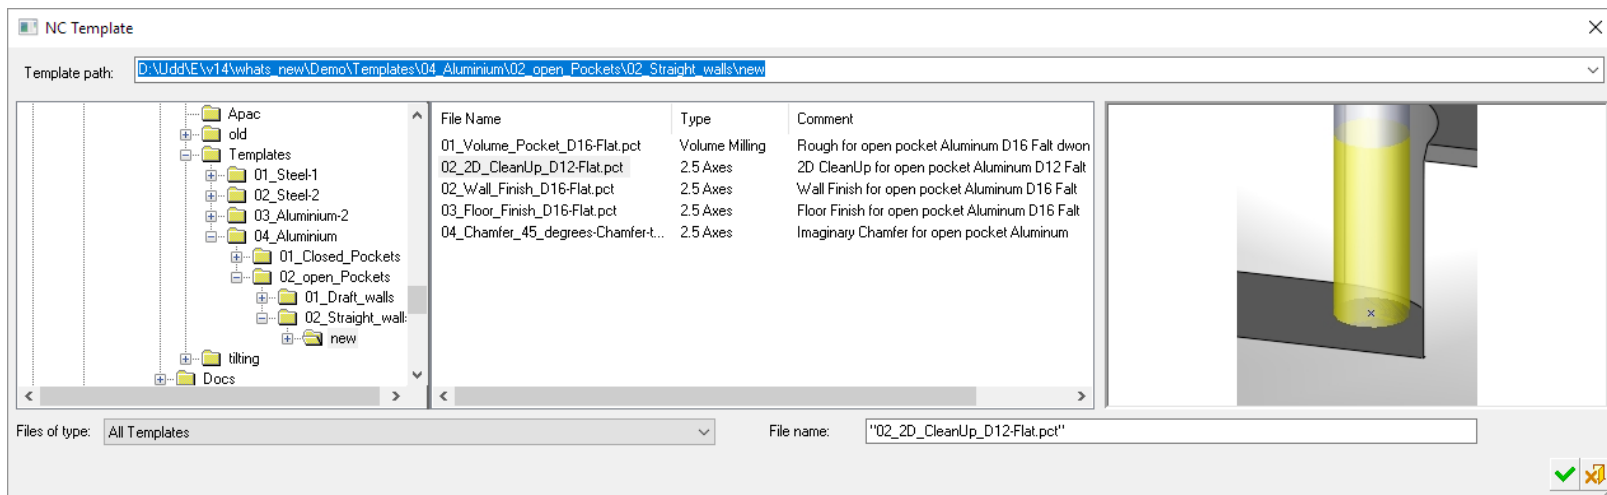 NC Template
Template path:
D:\Udd\E\v14\whats_new\Demo\Templates\04_Aluminium\02_open_Pockets\02_Straight_walls\new
Apac
old
Templates
01_Steel-1
02_Steel-2
03_Aluminium-2
04_Aluminium
01_Closed_Pockets
02_open_Pockets
01_Draft_walls
02_Straight_wall
new
tilting
Docs
File Name Type Comment
01_Volume_Pocket_D16-Flat.pct Volume Milling Rough for open pocket Aluminum D16 Falt dwon
02_2D_CleanUp_D12-Flat.pct 2.5 Axes 2D CleanUp for open pocket Aluminum D12 Falt
02_Wall_Finish_D16-Flat.pct 2.5 Axes Wall Finish for open pocket Aluminum D16 Falt
03_Floor_Finish_D16-Flat.pct 2.5 Axes Floor Finish for open pocket Aluminum D16 Falt
04_Chamfer_45_degrees-Chamfer-t... 2.5 Axes Imaginary Chamfer for open pocket Aluminum
Files of type: All Templates File name: "02_2D_CleanUp_D12-Flat.pct"